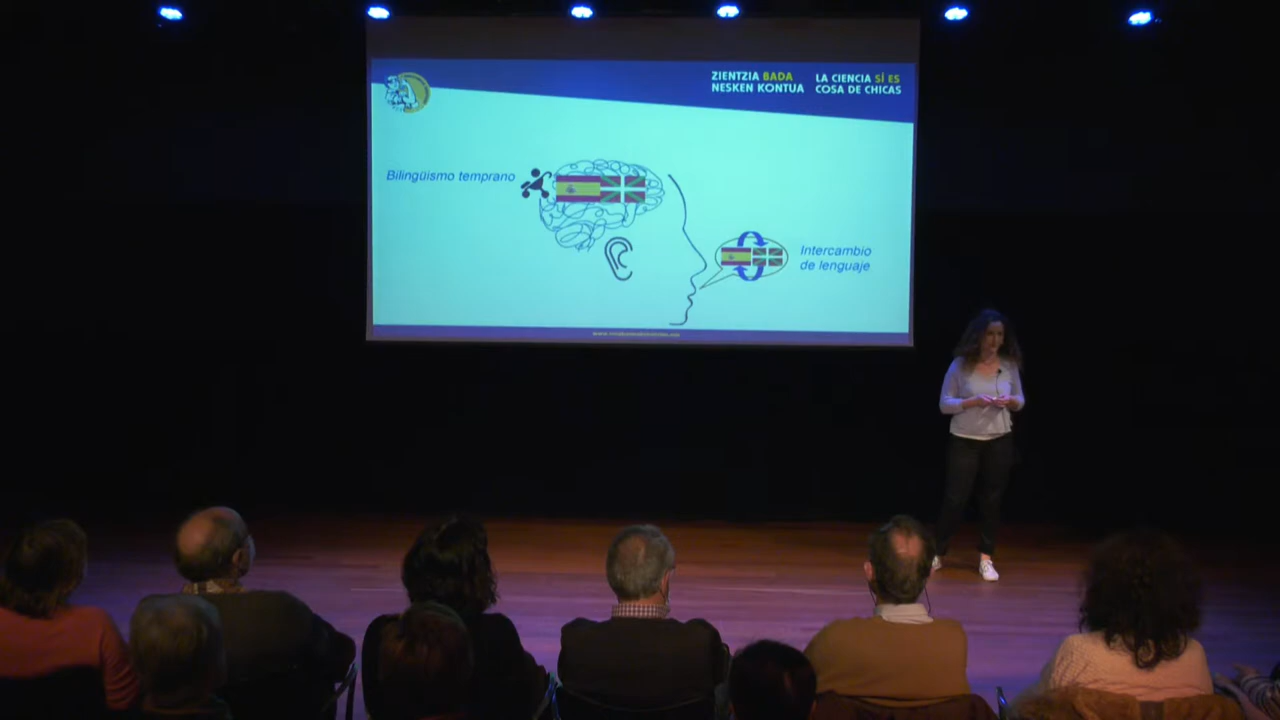 ZIENTZIA BADA
NESKEN KONTUA
LA CIENCIA SÍ ES
COSA DE CHICAS
Bilingüismo temprano
Intercambio
de lenguaje